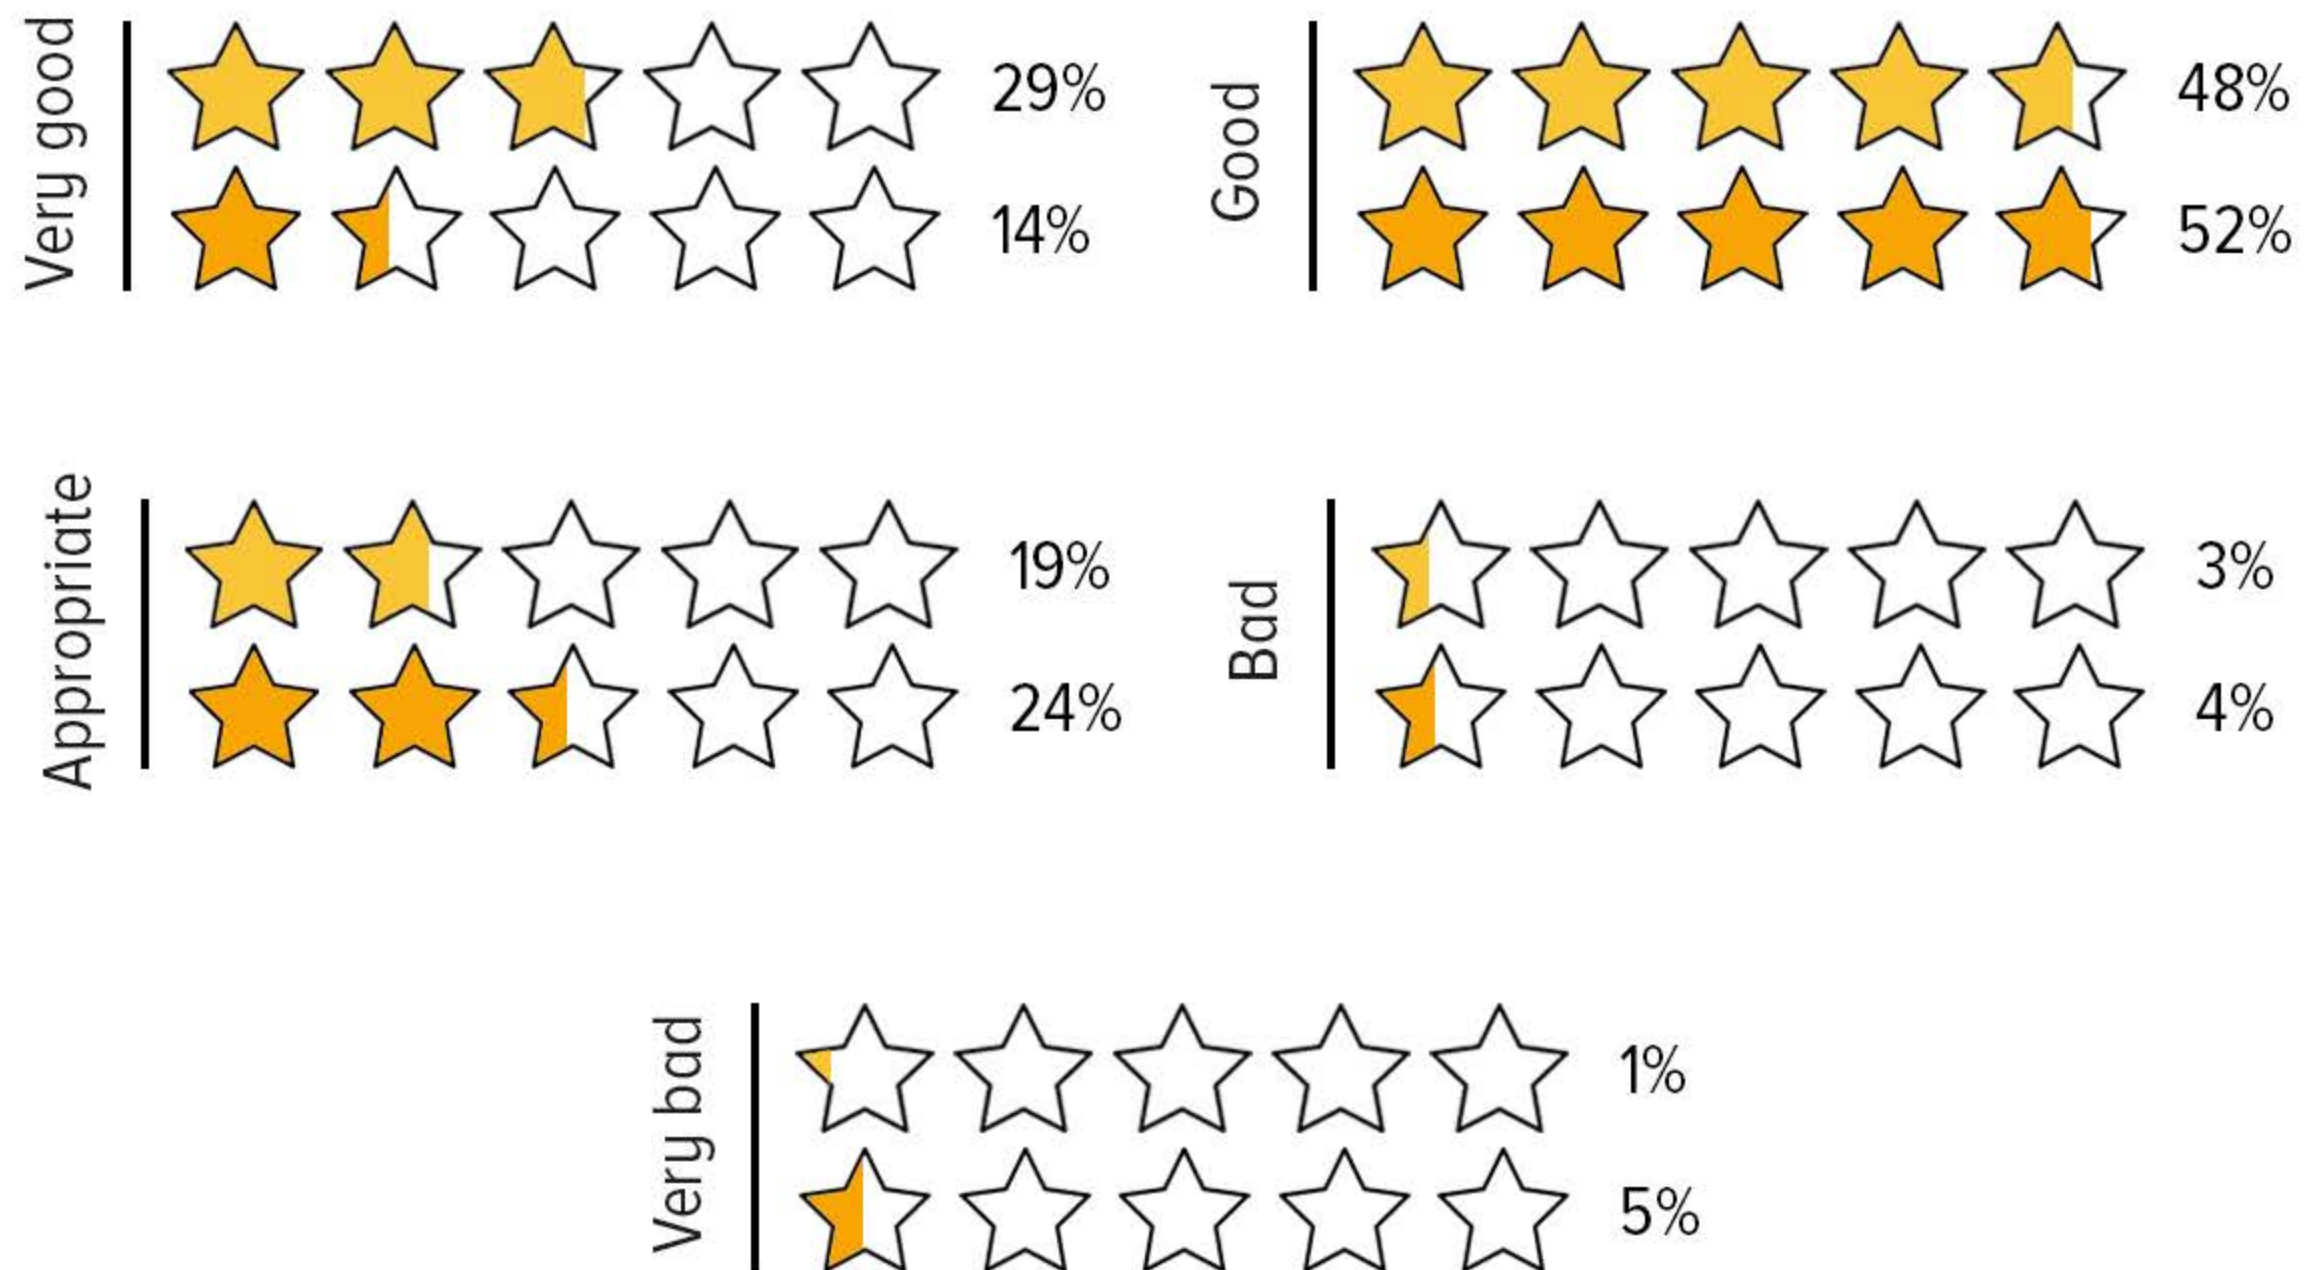 Very good
29%
14%
Good
48%
52%
Appropriate
19%
24%
Bad
3%
4%
Very bad
1%
5%